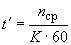 t′ = n_ср / (K · 60)